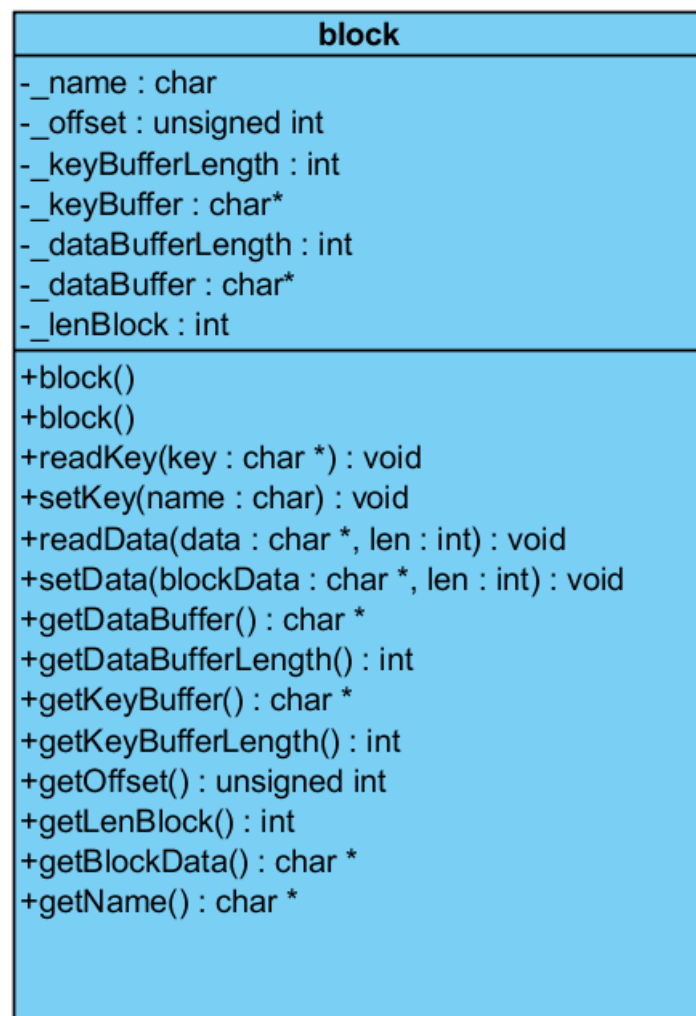 block
-_name : char
-_offset : unsigned int
-_keyBufferLength : int
-_keyBuffer : char*
-_dataBufferLength : int
-_dataBuffer : char*
-_lenBlock : int
+block()
+block()
+readKey(key : char *) : void
+setKey(name : char) : void
+readData(data : char *, len : int) : void
+setData(blockData : char *, len : int) : void
+getDataBuffer() : char *
+getDataBufferLength() : int
+getKeyBuffer() : char *
+getKeyBufferLength() : int
+getOffset() : unsigned int
+getLenBlock() : int
+getBlockData() : char *
+getName() : char *